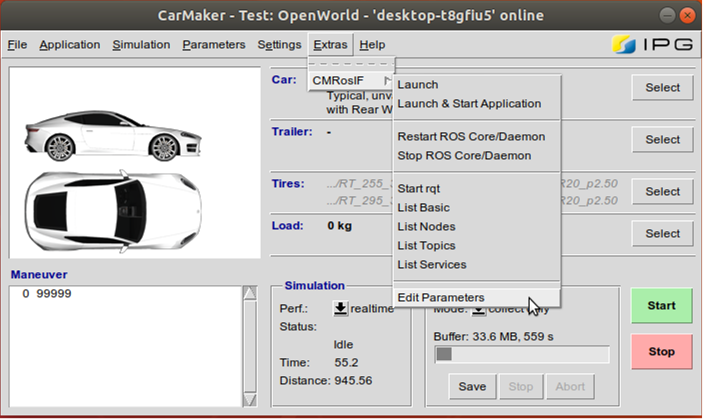 CarMaker - Test: OpenWorld - 'desktop-t8gfiu5' online
File Application Simulation Parameters Settings Extras Help
IPG
CMRosIF
Launch
Launch & Start Application
Restart ROS Core/Daemon
Stop ROS Core/Daemon
Start rqt
List Basic
List Nodes
List Topics
List Services
Edit Parameters
Car:
Typical,
with Rear W
Select
Trailer: -
Select
Tires: .../RT_255_ R20_p2.50
.../RT_295_ R20_p2.50
Select
Load: 0 kg
Select
Maneuver
0 99999
Simulation
Perf.: realtime
Status:
Idle
Time: 55.2
Distance: 945.56
Mode: collect only
Buffer: 33.6 MB, 559 s
Save Stop Abort
Start
Stop